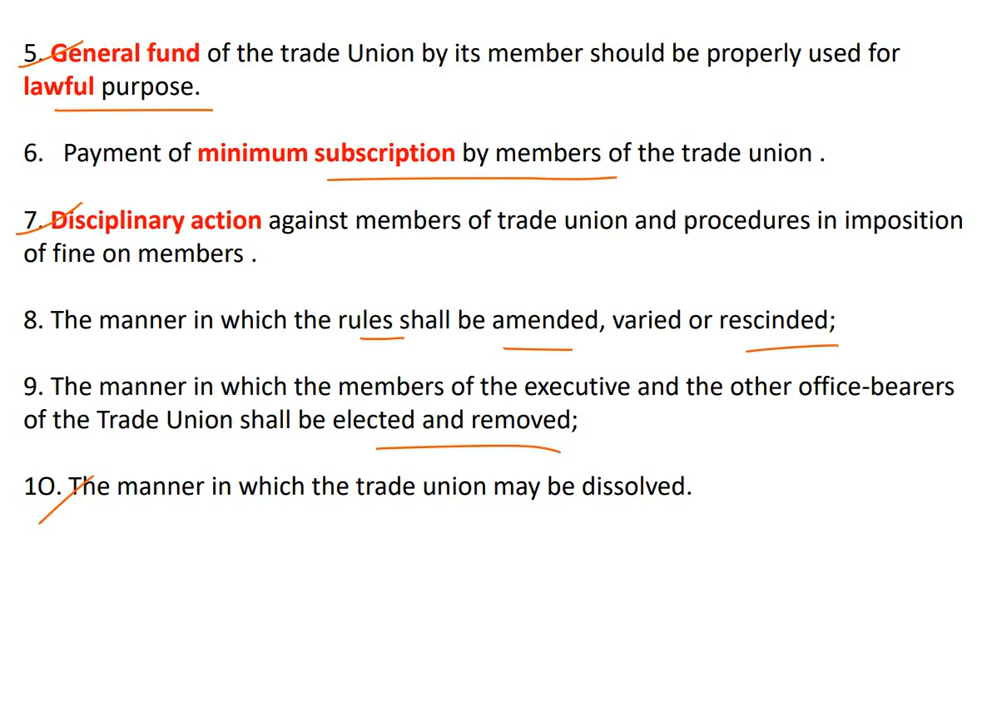 5. General fund of the trade Union by its member should be properly used for
lawful purpose.
6. Payment of minimum subscription by members of the trade union .
7. Disciplinary action against members of trade union and procedures in imposition
of fine on members .
8. The manner in which the rules shall be amended, varied or rescinded;
9. The manner in which the members of the executive and the other office-bearers
of the Trade Union shall be elected and removed;
1O. The manner in which the trade union may be dissolved.